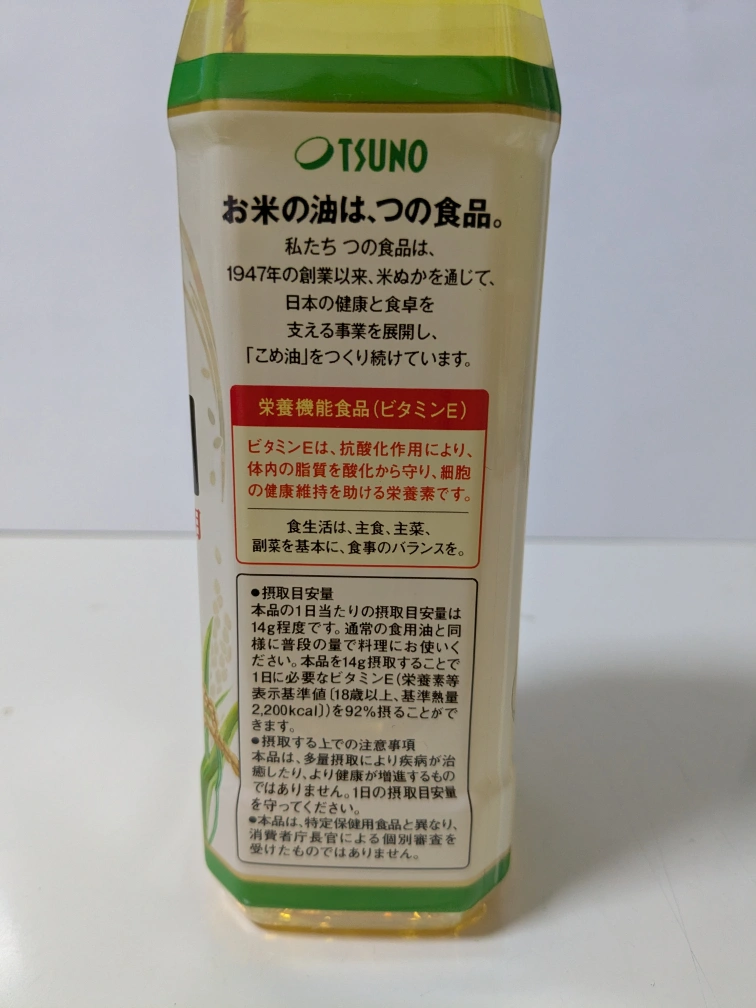 TSUNO
お米の油は、つの食品。
私たち つの食品は、
1947年の創業以来、米ぬかを通じて、
日本の健康と食卓を
支える事業を展開し、
「こめ油」をつくり続けています。
栄養機能食品(ビタミンE)
ビタミンEは、抗酸化作用により、
体内の脂質を酸化から守り、細胞
の健康維持を助ける栄養素です。
食生活は、主食、主菜、
副菜を基本に、食事のバランスを。
●摂取目安量
本品の1日当たりの摂取目安量は
14g程度です。通常の食用油と同
様に普段の量で料理にお使いく
ださい。本品を14g摂取することで
1日に必要なビタミンE(栄養素等
表示基準値〔18歳以上、基準熱量
2,200kcal〕)を92%摂ることがで
きます。
●摂取する上での注意事項
本品は、多量摂取により疾病が治
癒したり、より健康が増進するもの
ではありません。1日の摂取目安量
を守ってください。
●本品は、特定保健用食品と異なり、
消費者庁長官による個別審査を
受けたものではありません。